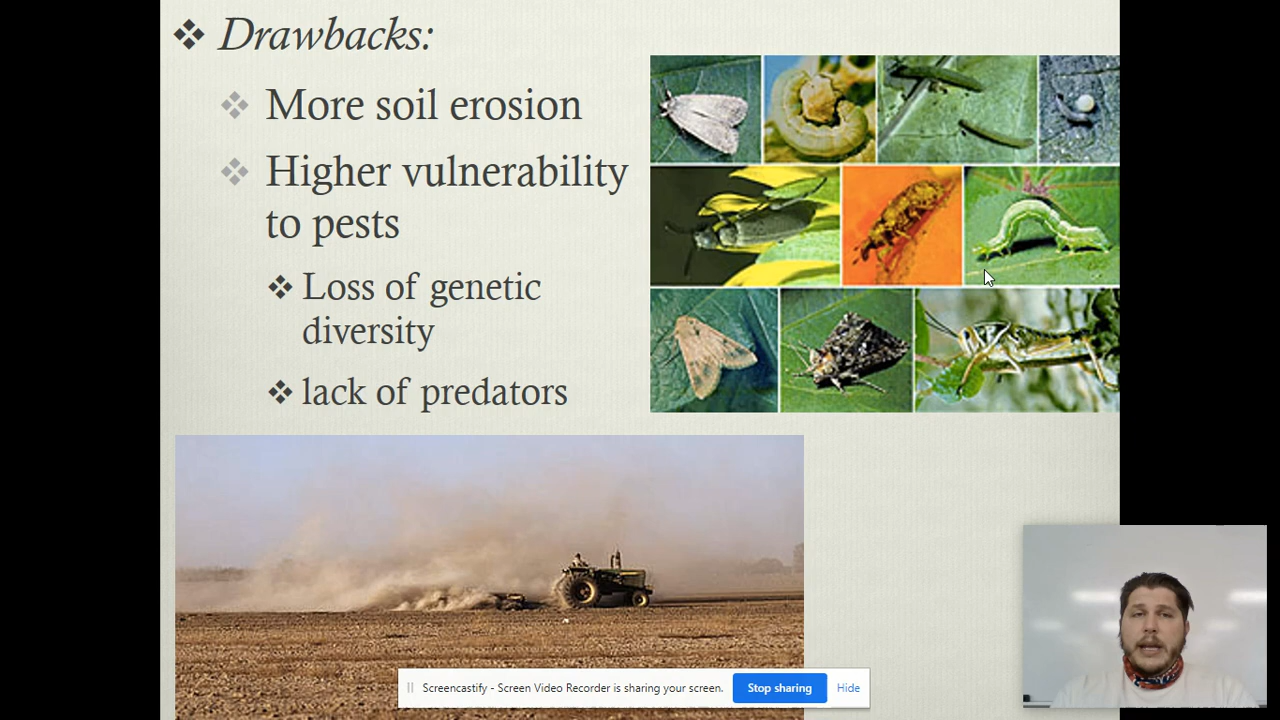 Drawbacks:
More soil erosion
Higher vulnerability
to pests
Loss of genetic
diversity
lack of predators
Screencastify - Screen Video Recorder is sharing your screen.
Stop sharing
Hide